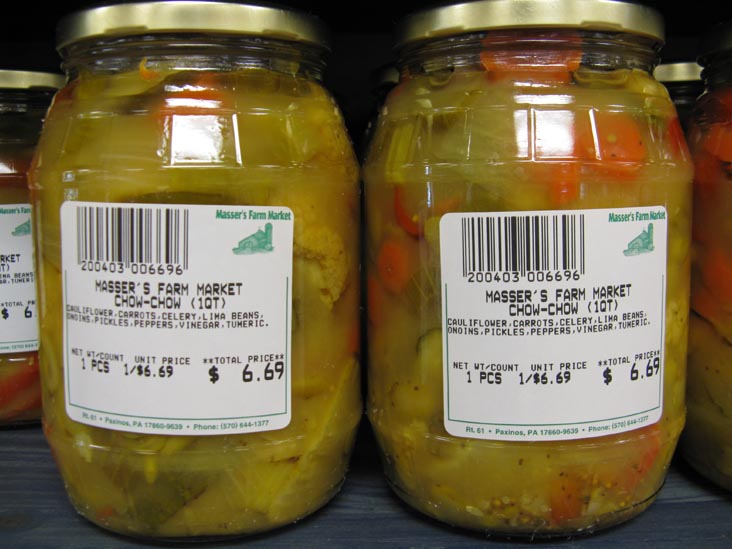 Masser's Farm Market
200403 006696
MASSER'S FARM MARKET
CHOW-CHOW (1QT)
CAULIFLOWER,CARROTS,CELERY,LIMA BEANS,
ONOINS,PICKLES,PEPPERS,VINEGAR,TUMERIC.
NET WT/COUNT UNIT PRICE **TOTAL PRICE**
1 PCS 1/$6.69 $ 6.69
Rt. 61 • Paxinos, PA 17860-9639 • Phone: (570) 644-1377
Masser's Farm Market
200403 006696
MASSER'S FARM MARKET
CHOW-CHOW (1QT)
CAULIFLOWER,CARROTS,CELERY,LIMA BEANS,
ONOINS,PICKLES,PEPPERS,VINEGAR,TUMERIC.
NET WT/COUNT UNIT PRICE **TOTAL PRICE**
1 PCS 1/$6.69 $ 6.69
Rt. 61 • Paxinos, PA 17860-9639 • Phone: (570) 644-1377
Masser's Farm